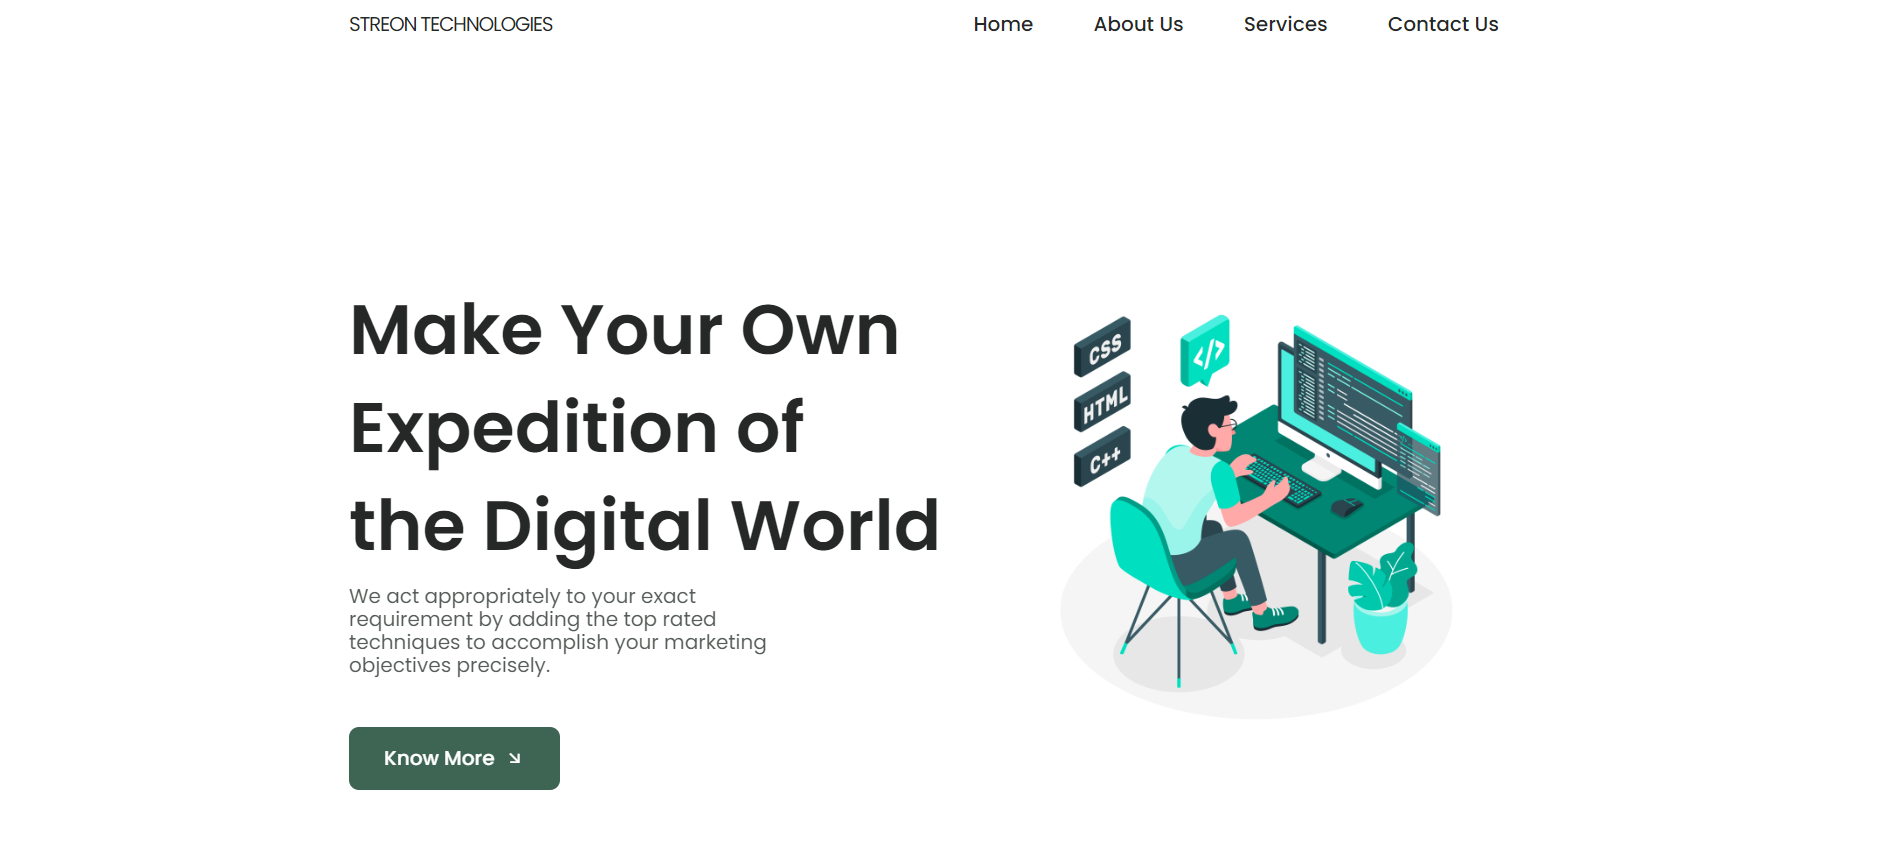 STREON TECHNOLOGIES
Home
About Us
Services
Contact Us
Make Your Own
Expedition of
the Digital World
We act appropriately to your exact
requirement by adding the top rated
techniques to accomplish your marketing
objectives precisely.
Know More
CSS
</>
HTML
C++